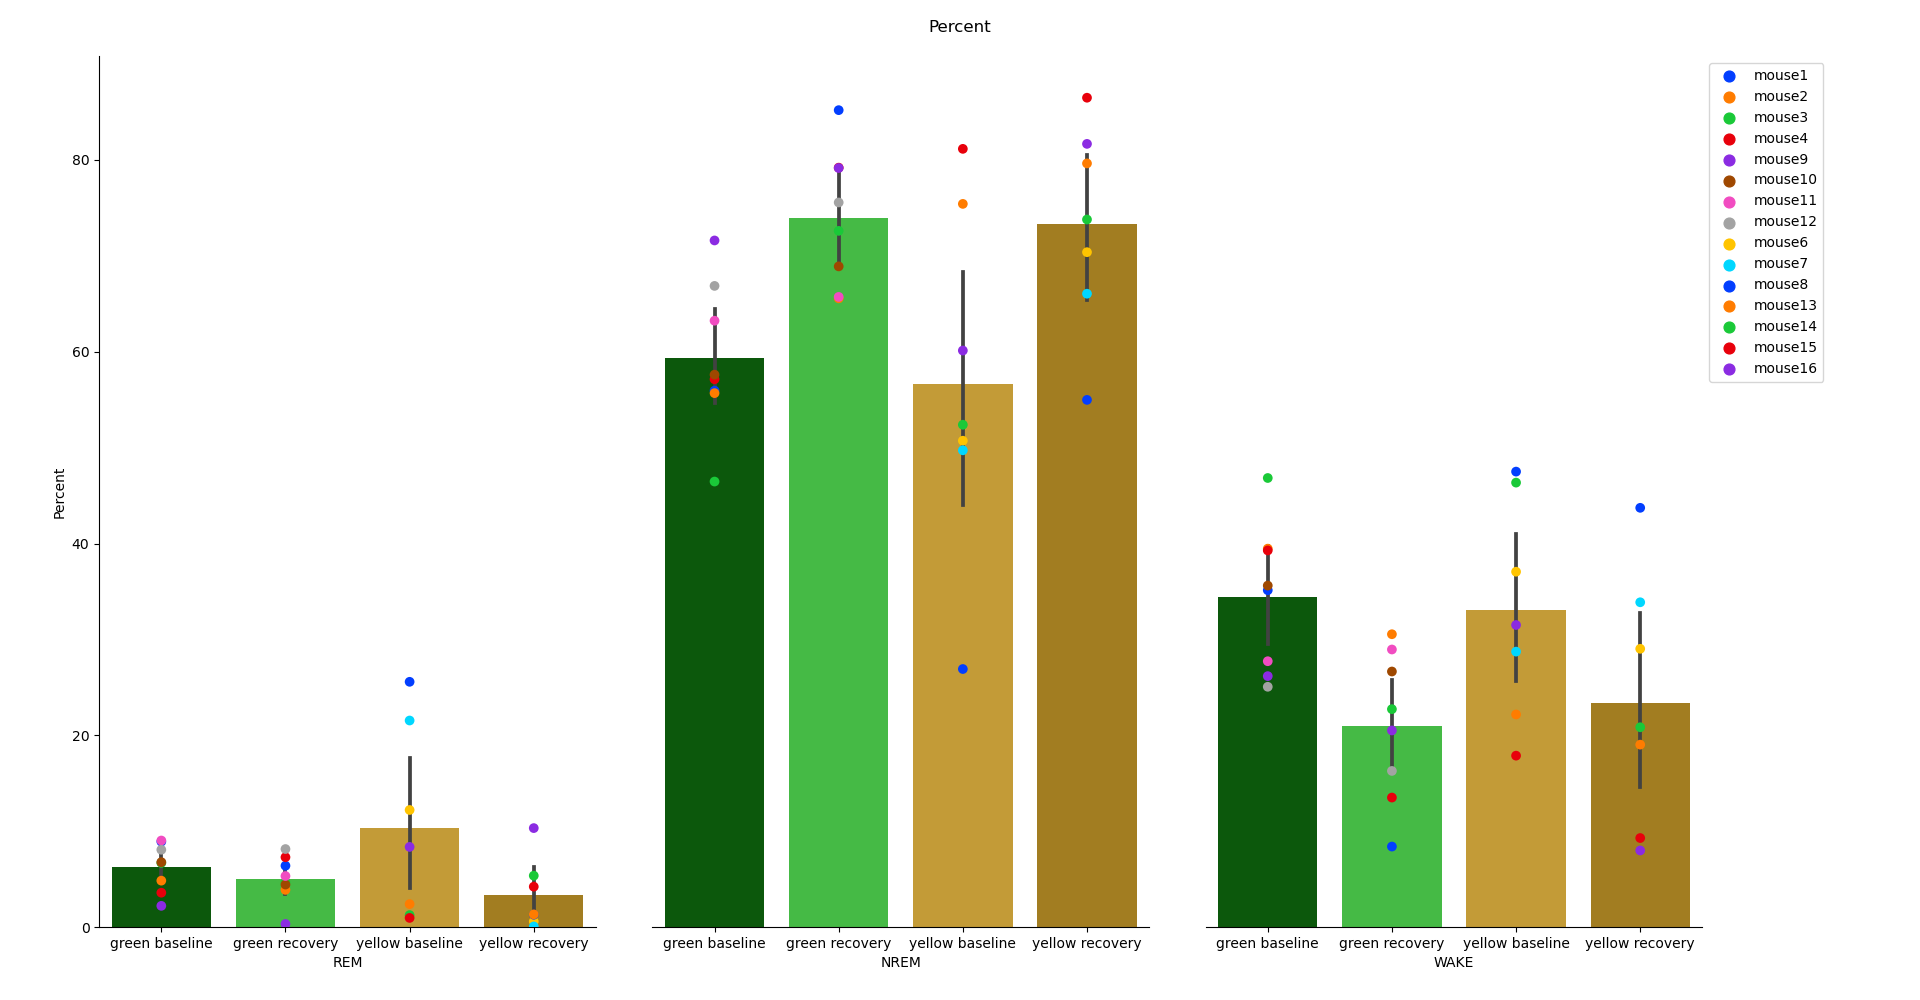 Percent
Percent
80
60
40
20
0
green baseline green recovery yellow baseline yellow recovery
REM
green baseline green recovery yellow baseline yellow recovery
NREM
green baseline green recovery yellow baseline yellow recovery
WAKE
mouse1
mouse2
mouse3
mouse4
mouse9
mouse10
mouse11
mouse12
mouse6
mouse7
mouse8
mouse13
mouse14
mouse15
mouse16